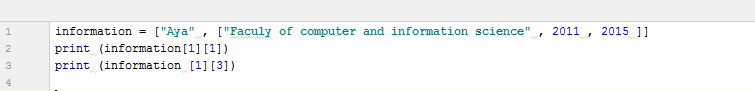 1 information = ["Aya" , ["Faculy of computer and information science" , 2011 , 2015 ]]
2 print (information[1][1])
3 print (information [1][3])
4